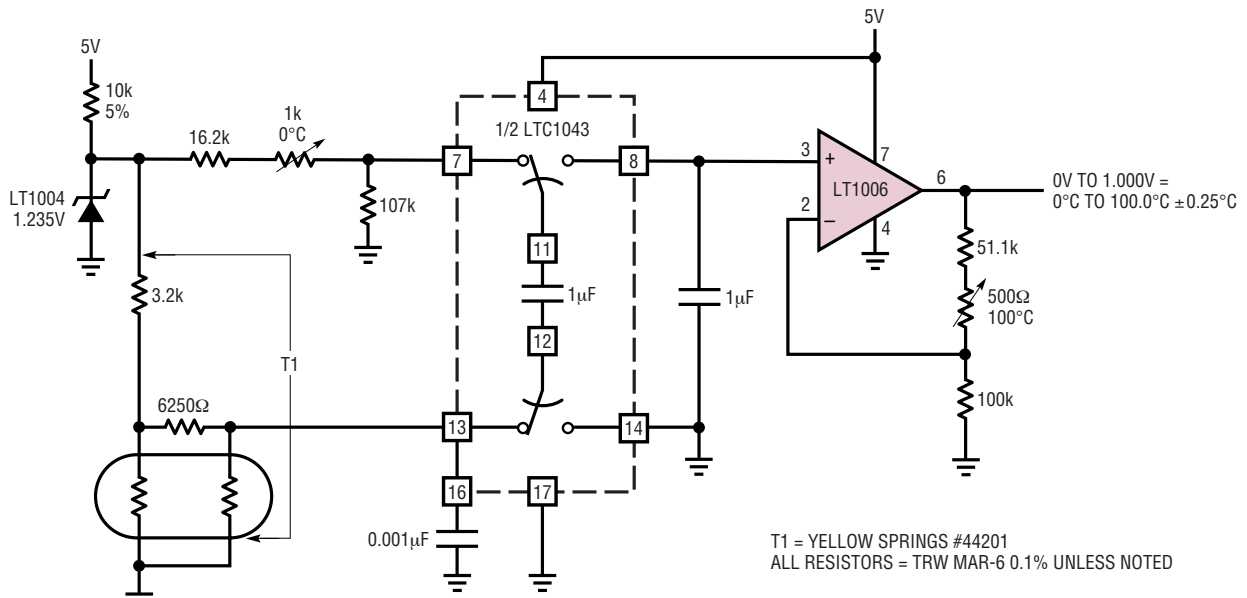 5V
5V
10k
5%
1k
0°C
16.2k
4
1/2 LTC1043
7
8
3
+
7
LT1004
1.235V
107k
LT1006
6
0V TO 1.000V =
0°C TO 100.0°C ±0.25°C
2
–
4
11
51.1k
3.2k
1µF
1µF
500Ω
100°C
12
T1
6250Ω
100k
13
14
16
17
0.001µF
T1 = YELLOW SPRINGS #44201
ALL RESISTORS = TRW MAR-6 0.1% UNLESS NOTED